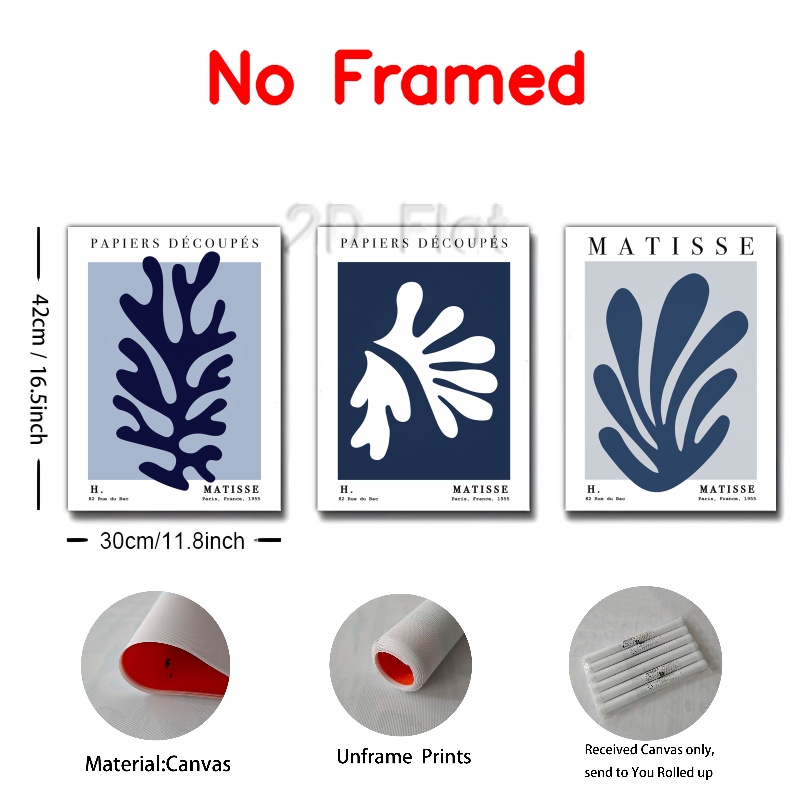 No Framed
2D Flat
PAPIERS DÉCOUPÉS
H. MATISSE
82 Rue du Bac Paris, France, 1955
PAPIERS DÉCOUPÉS
H. MATISSE
82 Rue du Bac Paris, France, 1955
MATISSE
H. MATISSE
82 Rue du Bac Paris, France, 1955
42cm / 16.5inch
30cm/11.8inch
Material:Canvas
Unframe Prints
Received Canvas only,
send to You Rolled up